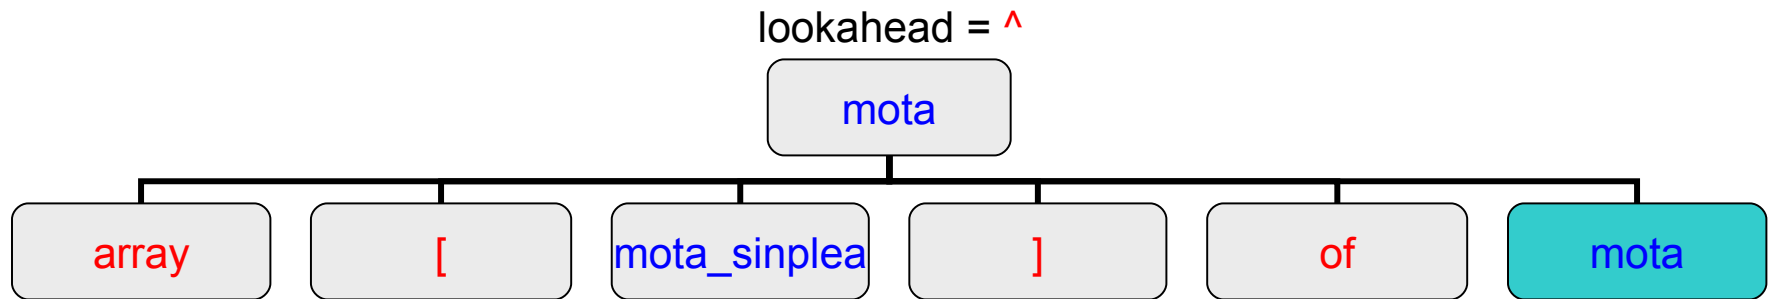 lookahead = ^
mota
array [ mota_sinplea ] of mota